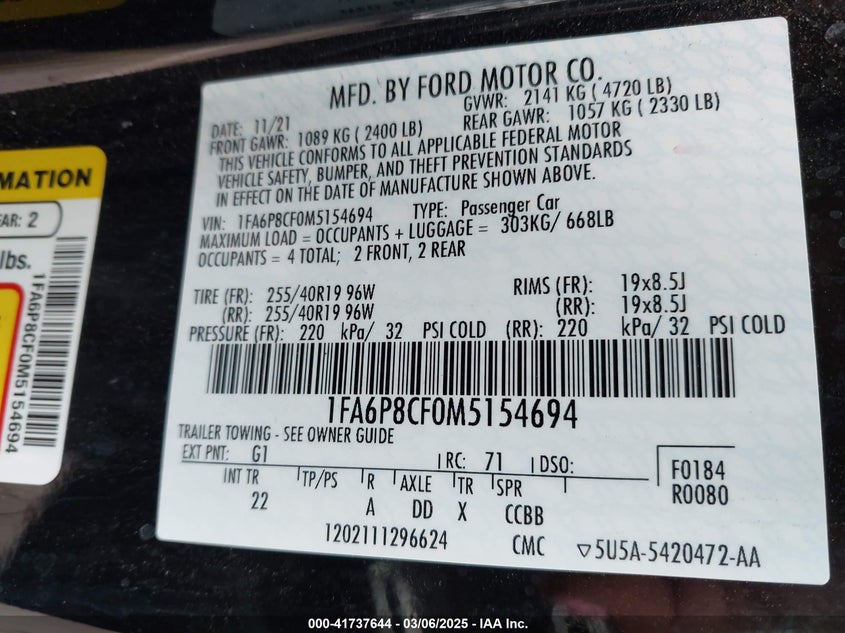 MFD. BY FORD MOTOR CO.
DATE: 11/21 GVWR: 2141 KG ( 4720 LB)
FRONT GAWR: 1089 KG ( 2400 LB) REAR GAWR: 1057 KG ( 2330 LB)
THIS VEHICLE CONFORMS TO ALL APPLICABLE FEDERAL MOTOR
VEHICLE SAFETY, BUMPER, AND THEFT PREVENTION STANDARDS
IN EFFECT ON THE DATE OF MANUFACTURE SHOWN ABOVE.
VIN: 1FA6P8CF0M5154694 TYPE: Passenger Car
MAXIMUM LOAD = OCCUPANTS + LUGGAGE = 303KG/ 668LB
OCCUPANTS = 4 TOTAL; 2 FRONT, 2 REAR
TIRE (FR): 255/40R19 96W RIMS (FR): 19x8.5J
(RR): 255/40R19 96W (RR): 19x8.5J
PRESSURE (FR): 220 kPa/ 32 PSI COLD (RR): 220 kPa/ 32 PSI COLD
1FA6P8CF0M5154694
TRAILER TOWING - SEE OWNER GUIDE
EXT PNT: G1 RC: 71 DSO:
INT TR TP/PS R AXLE TR SPR
22 A DD X CCBB
F0184
R0080
1202111296624 CMC ▽5U5A-5420472-AA
MATION
EAR: 2
lbs.
1FA6P8CF0M5154694
000-41737644 - 03/06/2025 - IAA Inc.